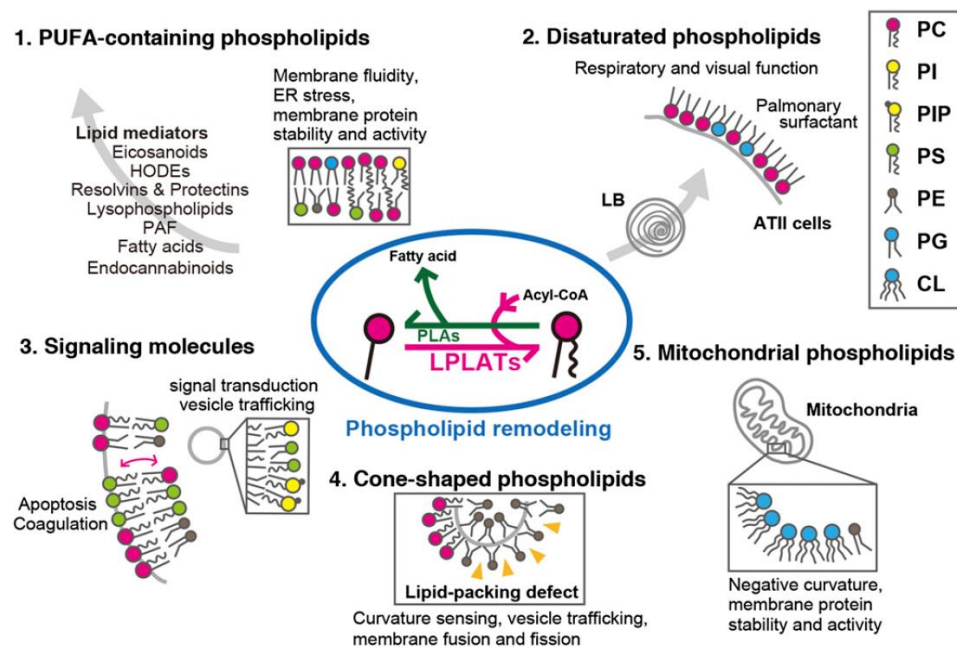 1. PUFA-containing phospholipids
Membrane fluidity,
ER stress,
membrane protein
stability and activity
Lipid mediators
Eicosanoids
HODEs
Resolvins & Protectins
Lysophospholipids
PAF
Fatty acids
Endocannabinoids
2. Disaturated phospholipids
Respiratory and visual function
Palmonary
surfactant
LB
ATII cells
PC
PI
PIP
PS
PE
PG
CL
Fatty acid
Acyl-CoA
PLAs
LPLATs
Phospholipid remodeling
3. Signaling molecules
signal transduction
vesicle trafficking
Apoptosis
Coagulation
4. Cone-shaped phospholipids
Lipid-packing defect
Curvature sensing, vesicle trafficking,
membrane fusion and fission
5. Mitochondrial phospholipids
Mitochondria
Negative curvature,
membrane protein
stability and activity